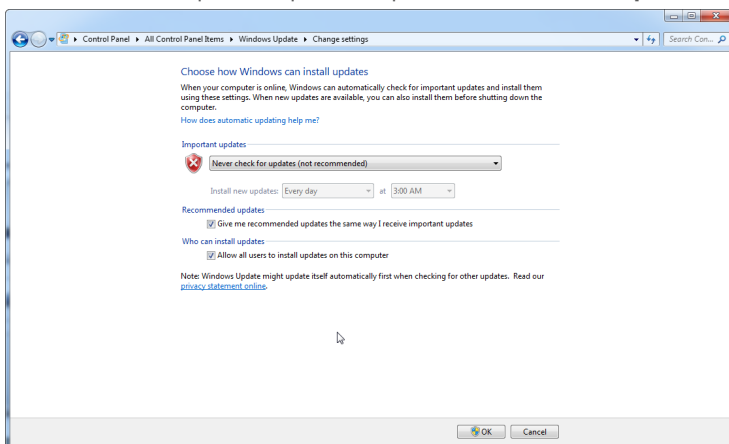 Control Panel ▸ All Control Panel Items ▸ Windows Update ▸ Change settings
Search Con...
Choose how Windows can install updates
When your computer is online, Windows can automatically check for important updates and install them
using these settings. When new updates are available, you can also install them before shutting down the
computer.
How does automatic updating help me?
Important updates
Never check for updates (not recommended)
Install new updates: Every day at 3:00 AM
Recommended updates
Give me recommended updates the same way I receive important updates
Who can install updates
Allow all users to install updates on this computer
Note: Windows Update might update itself automatically first when checking for other updates. Read our
privacy statement online.
OK Cancel